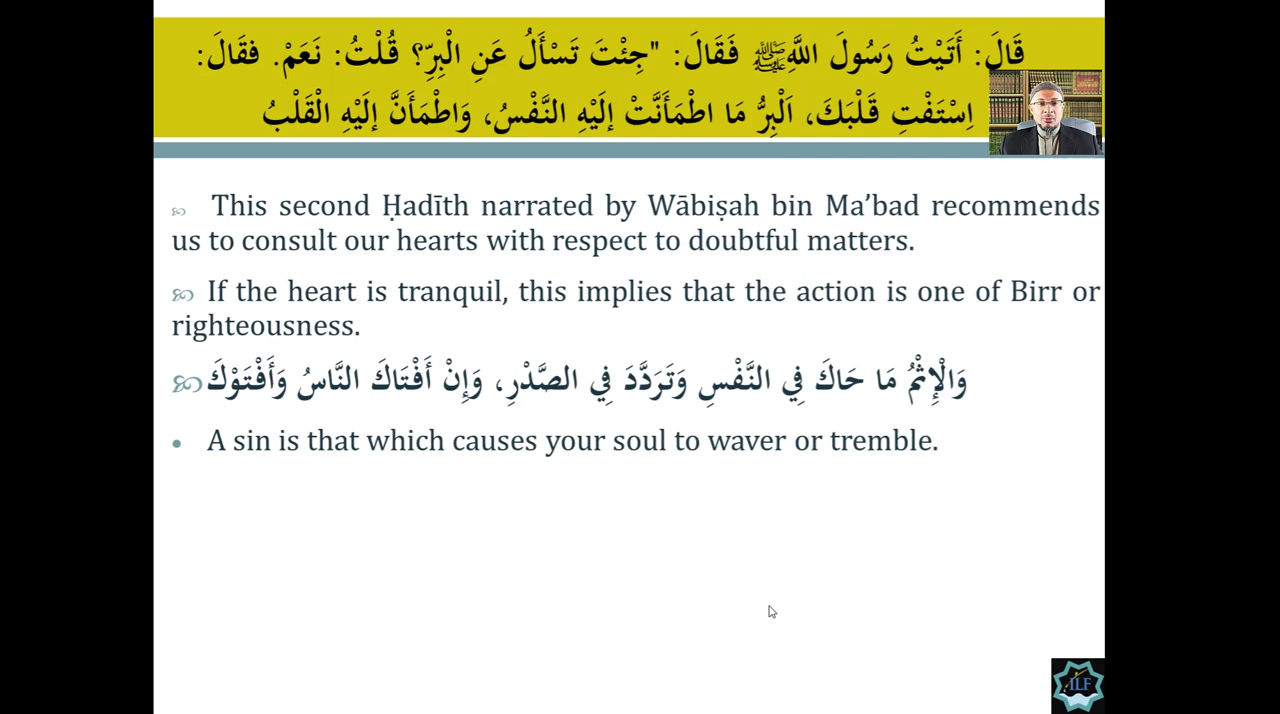 قَالَ: أَتَيْتُ رَسُولَ اللَّهِ ﷺ فَقَالَ: "جِئْتَ تَسْأَلُ عَنِ الْبِرِّ؟ قُلْتُ: نَعَمْ. فقَالَ:
اِسْتَفْتِ قَلْبَكَ، اَلْبِرُّ مَا اطْمَأَنَّتْ إلَيْهِ النَّفْسُ، وَاطْمَأَنَّ إلَيْهِ الْقَلْبُ
This second Ḥadīth narrated by Wābiṣah bin Ma’bad recommends
us to consult our hearts with respect to doubtful matters.
If the heart is tranquil, this implies that the action is one of Birr or
righteousness.
وَالْإِثْمُ مَا حَاكَ فِي النَّفْسِ وَتَرَدَّدَ فِي الصَّدْرِ، وَإِنْ أَفْتَاكَ النَّاسُ وَأَفْتَوْكَ
• A sin is that which causes your soul to waver or tremble.
ILF